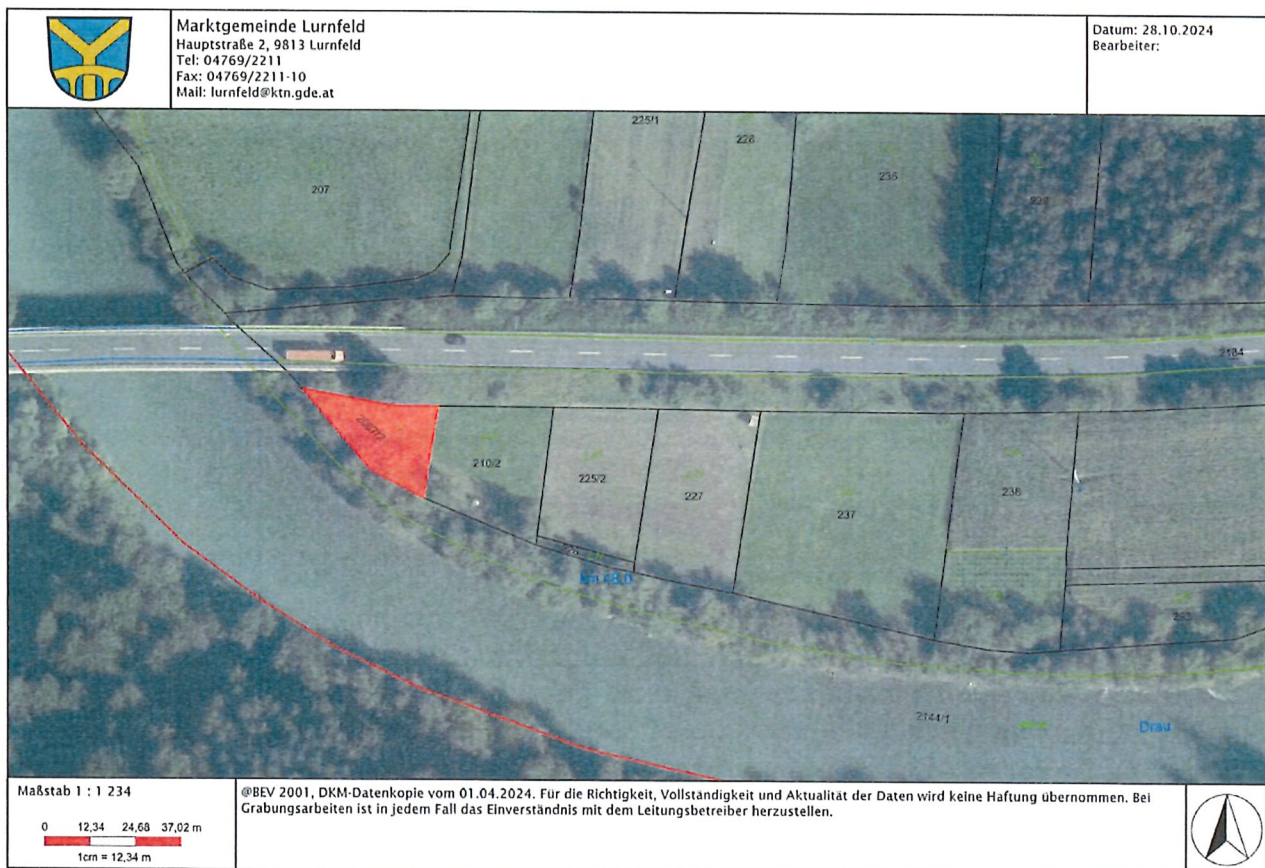 Marktgemeinde Lurnfeld
Hauptstraße 2, 9813 Lurnfeld
Tel: 04769/2211
Fax: 04769/2211-10
Mail: lurnfeld@ktn.gde.at
Datum: 28.10.2024
Bearbeiter:
225/1
228
207
236
2184
210/2
225/2
227
237
238
km 48,0
2144/1
Drau
Maßstab 1 : 1 234
0 12,34 24,68 37,02 m
1cm = 12,34 m
@BEV 2001, DKM-Datenkopie vom 01.04.2024. Für die Richtigkeit, Vollständigkeit und Aktualität der Daten wird keine Haftung übernommen. Bei
Grabungsarbeiten ist in jedem Fall das Einverständnis mit dem Leitungsbetreiber herzustellen.